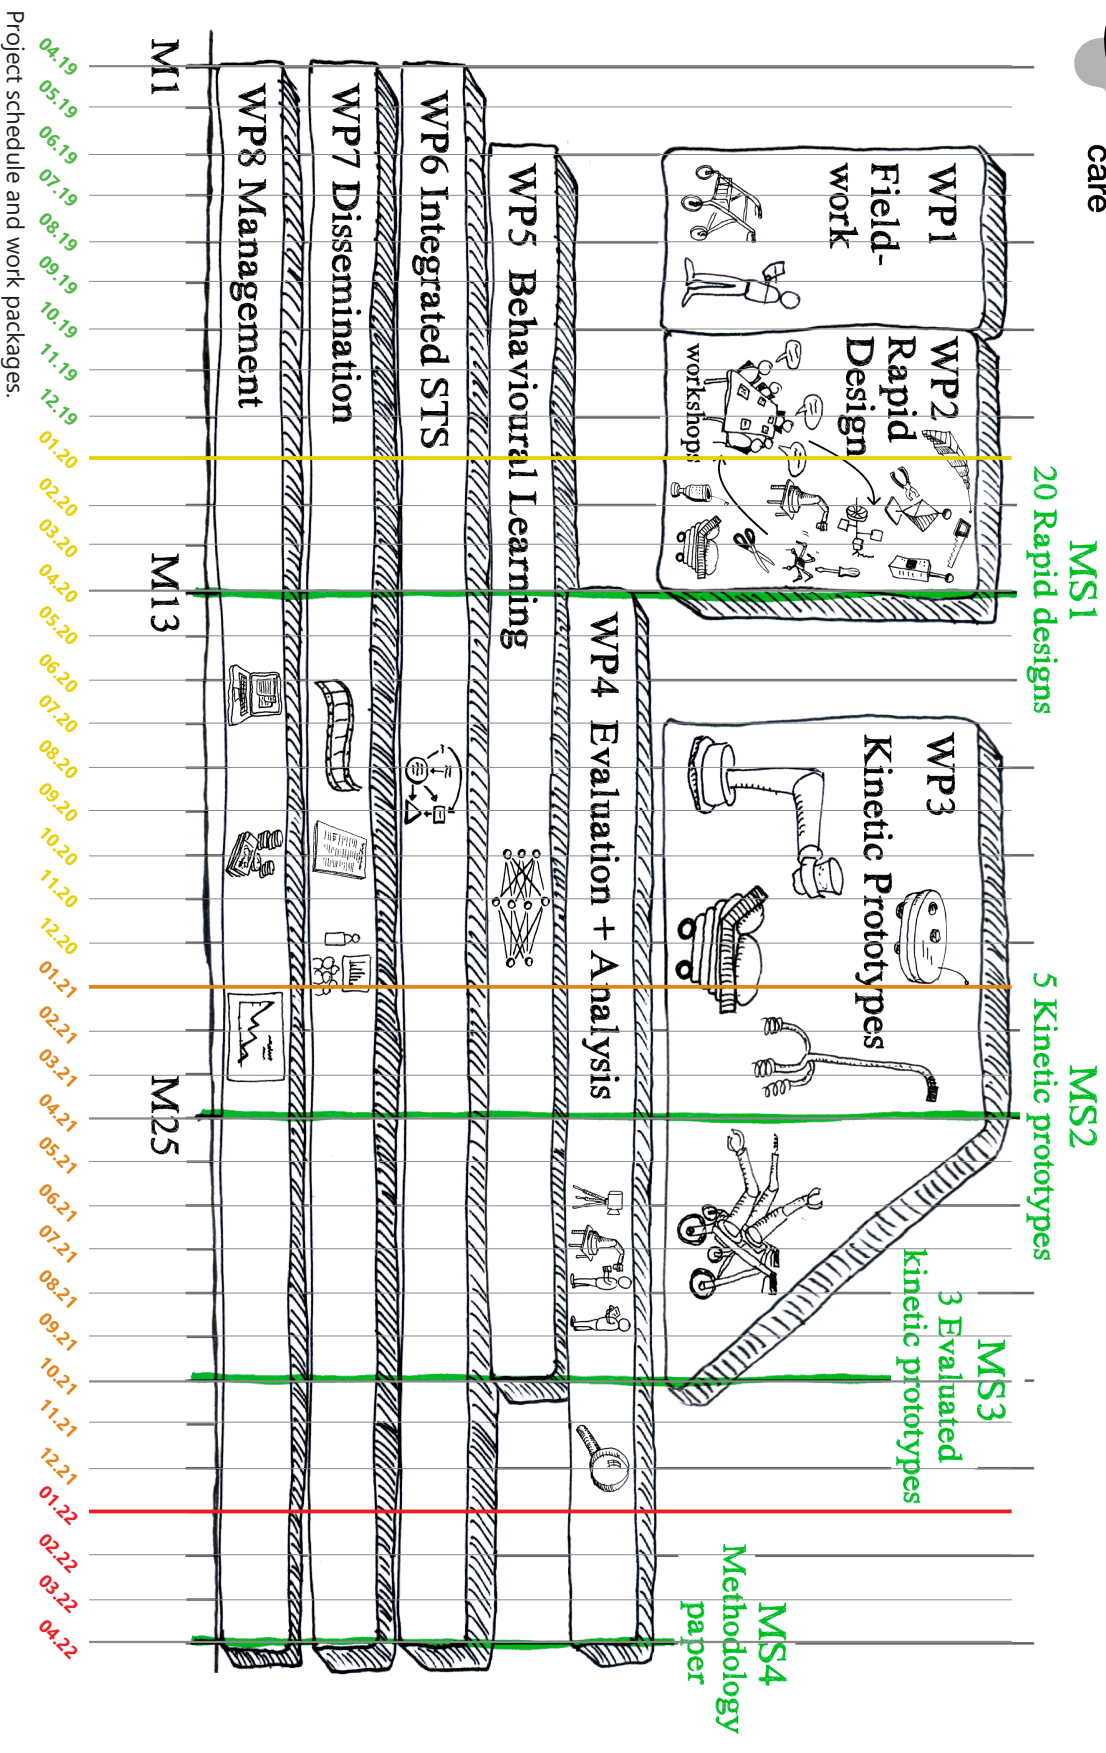 care
MS1
20 Rapid designs
MS2
5 Kinetic prototypes
MS3
3 Evaluated
kinetic prototypes
MS4
Methodology
paper
WP1
Field-
work
WP2
Rapid
Design
workshops
WP3
Kinetic Prototypes
WP4 Evaluation + Analysis
WP5 Behavioural Learning
WP6 Integrated STS
WP7 Dissemination
WP8 Management
M1
M13
M25
04.19
05.19
06.19
07.19
08.19
09.19
10.19
11.19
12.19
01.20
02.20
03.20
04.20
05.20
06.20
07.20
08.20
09.20
10.20
11.20
12.20
01.21
02.21
03.21
04.21
05.21
06.21
07.21
08.21
09.21
10.21
11.21
12.21
01.22
02.22
03.22
04.22
Project schedule and work packages.